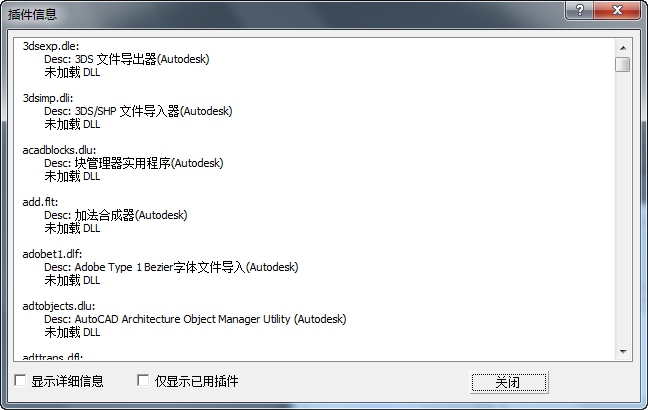 插件信息
3dsexp.dle:
Desc: 3DS 文件导出器(Autodesk)
未加载 DLL
3dsimp.dli:
Desc: 3DS/SHP 文件导入器(Autodesk)
未加载 DLL
acadblocks.dlu:
Desc: 块管理器实用程序(Autodesk)
未加载 DLL
add.flt:
Desc: 加法合成器(Autodesk)
未加载 DLL
adobet1.dlf:
Desc: Adobe Type 1 Bezier字体文件导入(Autodesk)
未加载 DLL
adtobjects.dlu:
Desc: AutoCAD Architecture Object Manager Utility (Autodesk)
未加载 DLL
adttrans.dfl:
显示详细信息 仅显示已用插件 关闭